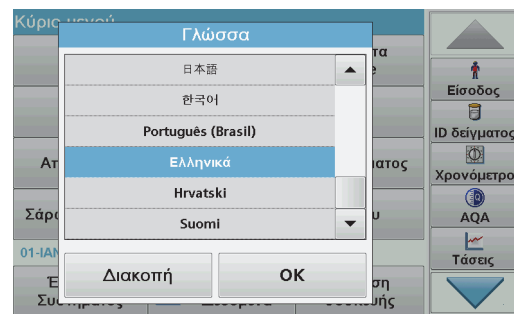 Κύριο μενού
Γλώσσα
日本語
한국어
Português (Brasil)
Ελληνικά
Hrvatski
Suomi
Διακοπή
OK
01-ΙΑΝ
Είσοδος
ID δείγματος
Χρονόμετρο
AQA
Τάσεις